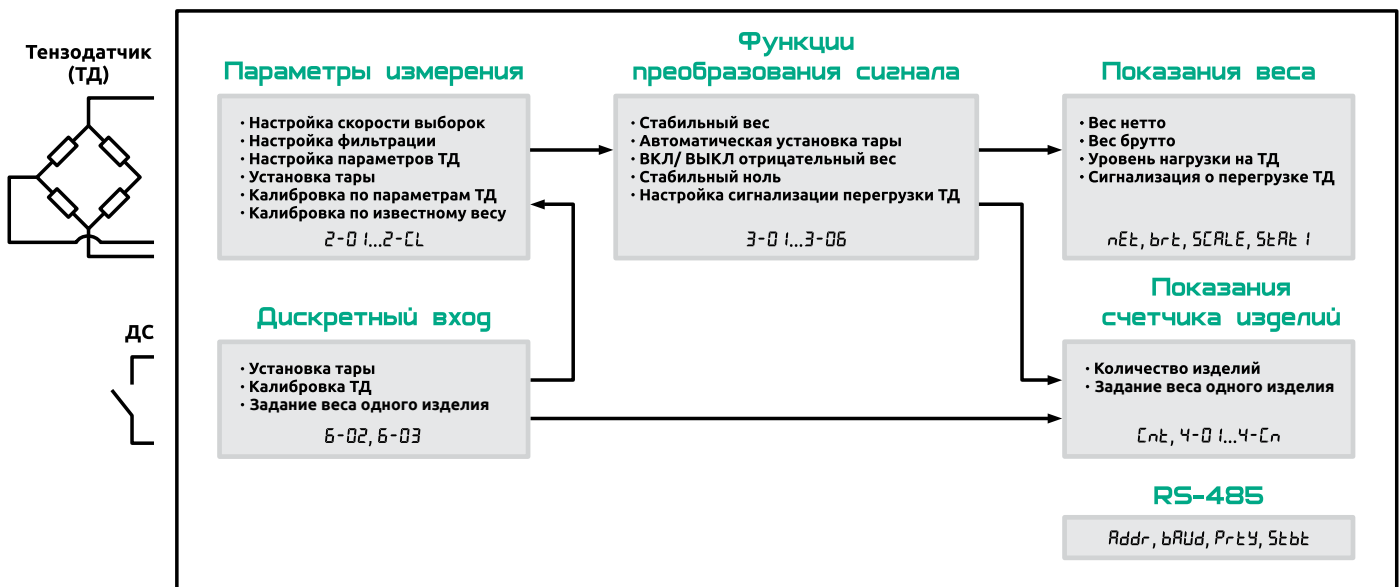 Тензодатчик
(ТД)
Параметры измерения
· Настройка скорости выборок
· Настройка фильтрации
· Настройка параметров ТД
· Установка тары
· Калибровка по параметрам ТД
· Калибровка по известному весу
2-01...2-CL
Функции
преобразования сигнала
· Стабильный вес
· Автоматическая установка тары
· ВКЛ/ ВЫКЛ отрицательный вес
· Стабильный ноль
· Настройка сигнализации перегрузки ТД
3-01...3-06
Показания веса
· Вес нетто
· Вес брутто
· Уровень нагрузки на ТД
· Сигнализация о перегрузке ТД
nEt, brt, SCALE, StAt1
ДС
Дискретный вход
· Установка тары
· Калибровка ТД
· Задание веса одного изделия
6-02, 6-03
Показания
счетчика изделий
· Количество изделий
· Задание веса одного изделия
Cnt, 4-01...4-Cn
RS-485
Addr, bAUd, PrtY, Stbt